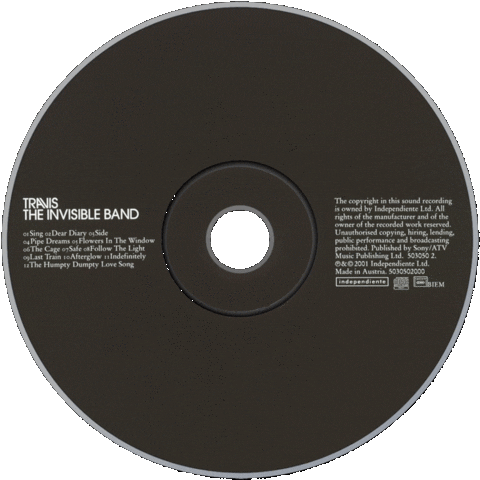 TRAVIS
THE INVISIBLE BAND
01Sing 02Dear Diary 03Side
04Pipe Dreams 05Flowers In The Window
06The Cage 07Safe 08Follow The Light
09Last Train 10Afterglow 11Indefinitely
12The Humpty Dumpty Love Song
The copyright in this sound recording
is owned by Independiente Ltd. All
rights of the manufacturer and of the
owner of the recorded work reserved.
Unauthorised copying, hiring, lending,
public performance and broadcasting
prohibited. Published by Sony/ATV
Music Publishing Ltd. 503050 2.
℗&©2001 Independiente Ltd.
Made in Austria. 5030502000
independiente
BIEM